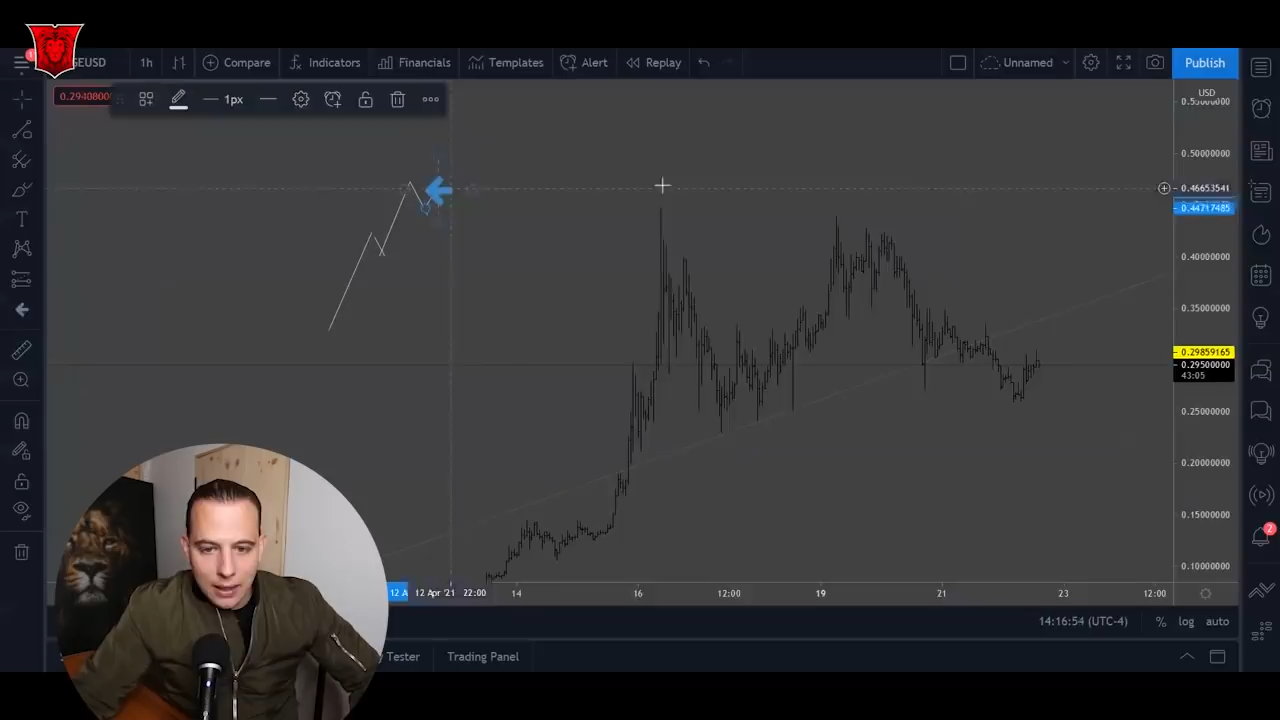 EUSD 1h Compare Indicators Financials Templates Alert Replay Unnamed Publish
1px
USD
0.50000000
0.46653541
0.44717485
0.40000000
0.35000000
0.29859165
0.29500000
43:05
0.25000000
0.20000000
0.15000000
0.10000000
12 A 12 Apr '21 22:00 14 16 12:00 19 21 23 12:00
14:16:54 (UTC-4) % log auto
Tester Trading Panel
2